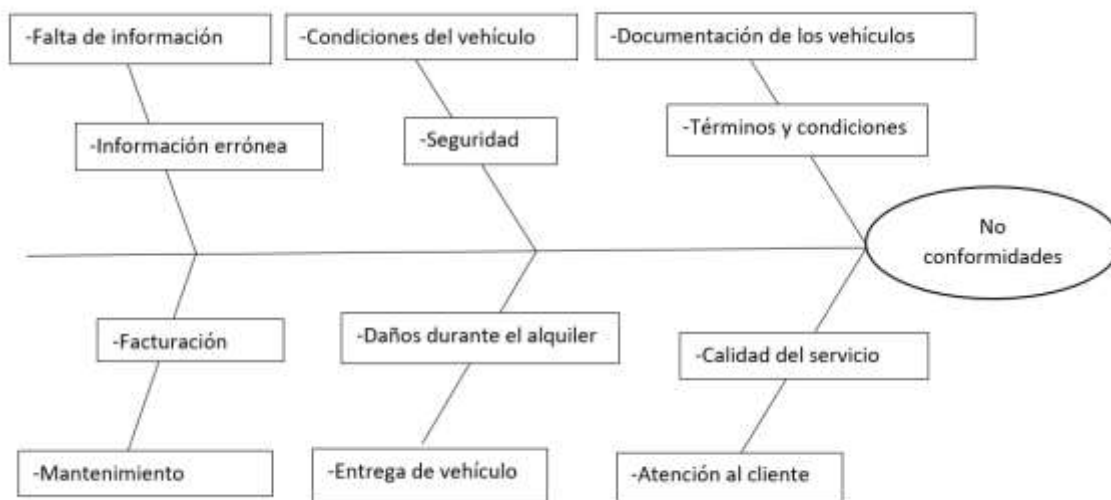 -Falta de información
-Condiciones del vehículo
-Documentación de los vehículos
-Información errónea
-Seguridad
-Términos y condiciones
No
conformidades
-Facturación
-Daños durante el alquiler
-Calidad del servicio
-Mantenimiento
-Entrega de vehículo
-Atención al cliente